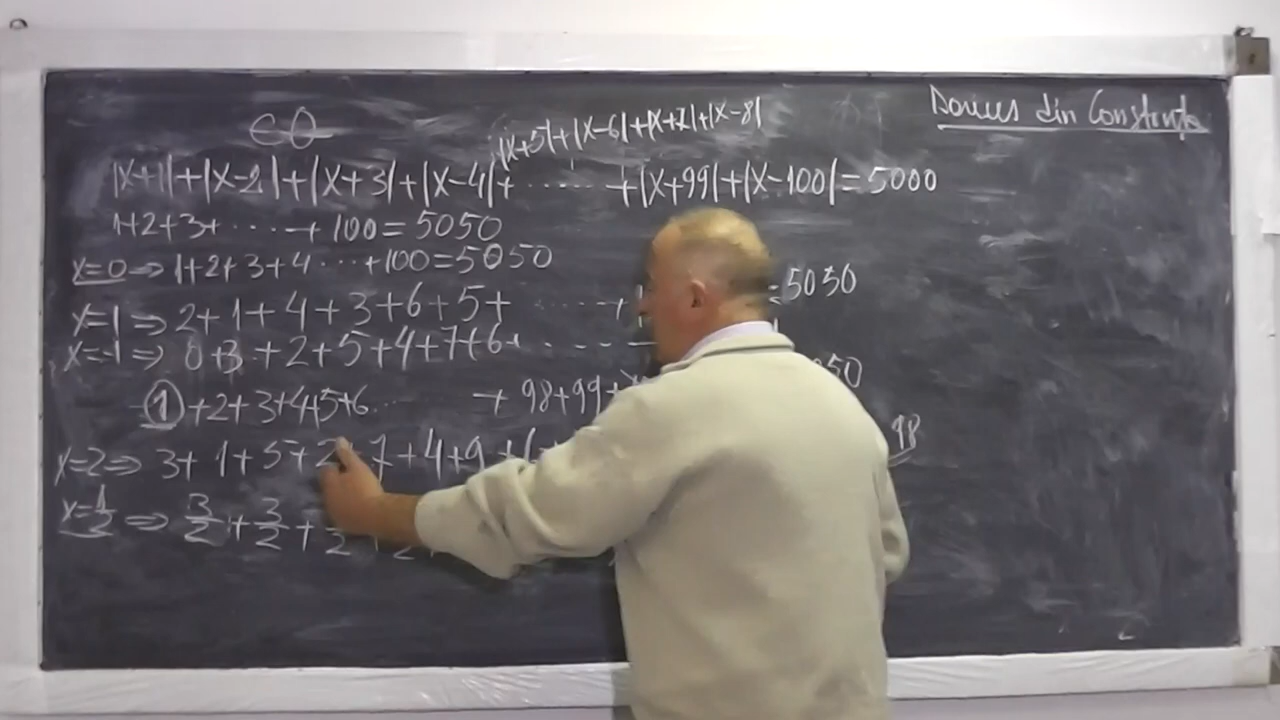 Darius din Constanța
|x+5|+|x-6|+|x+7|+|x-8|
|x+1|+|x-2|+|x+3|+|x-4|+ ...... +|x+99|+|x-100|=5000
1+2+3+ ..... + 100=5050
x=0⇒1+2+3+4 ... +100=5050
x=1⇒2+1+4+3+6+5+ ..... + =5050
x=-1⇒ 0+3+2+5+4+7+6+ ....
①+2+3+4+5+6... + 98+99+ 50
x=2⇒ 3+1+5+2+7+4+9+6+ 98
x=1/2 ⇒ 3/2 + 3/2 +